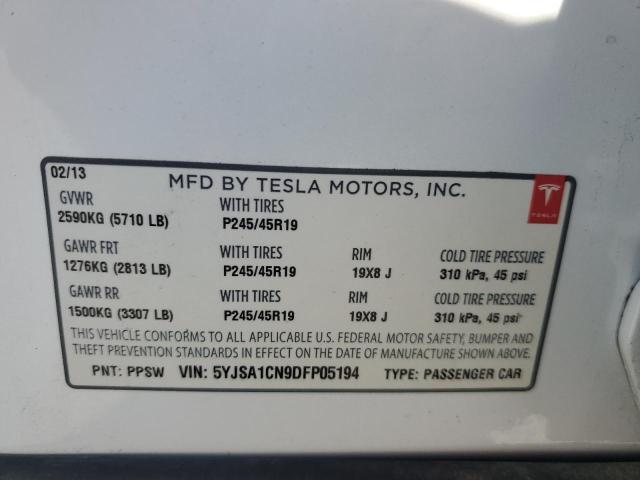 02/13 MFD BY TESLA MOTORS, INC.
TESLA
GVWR WITH TIRES
2590KG (5710 LB) P245/45R19
GAWR FRT WITH TIRES RIM COLD TIRE PRESSURE
1276KG (2813 LB) P245/45R19 19X8 J 310 kPa, 45 psi
GAWR RR WITH TIRES RIM COLD TIRE PRESSURE
1500KG (3307 LB) P245/45R19 19X8 J 310 kPa, 45 psi
THIS VEHICLE CONFORMS TO ALL APPLICABLE U.S. FEDERAL MOTOR SAFETY, BUMPER AND
THEFT PREVENTION STANDARDS IN EFFECT ON THE DATE OF MANUFACTURE SHOWN ABOVE.
PNT: PPSW VIN: 5YJSA1CN9DFP05194 TYPE: PASSENGER CAR